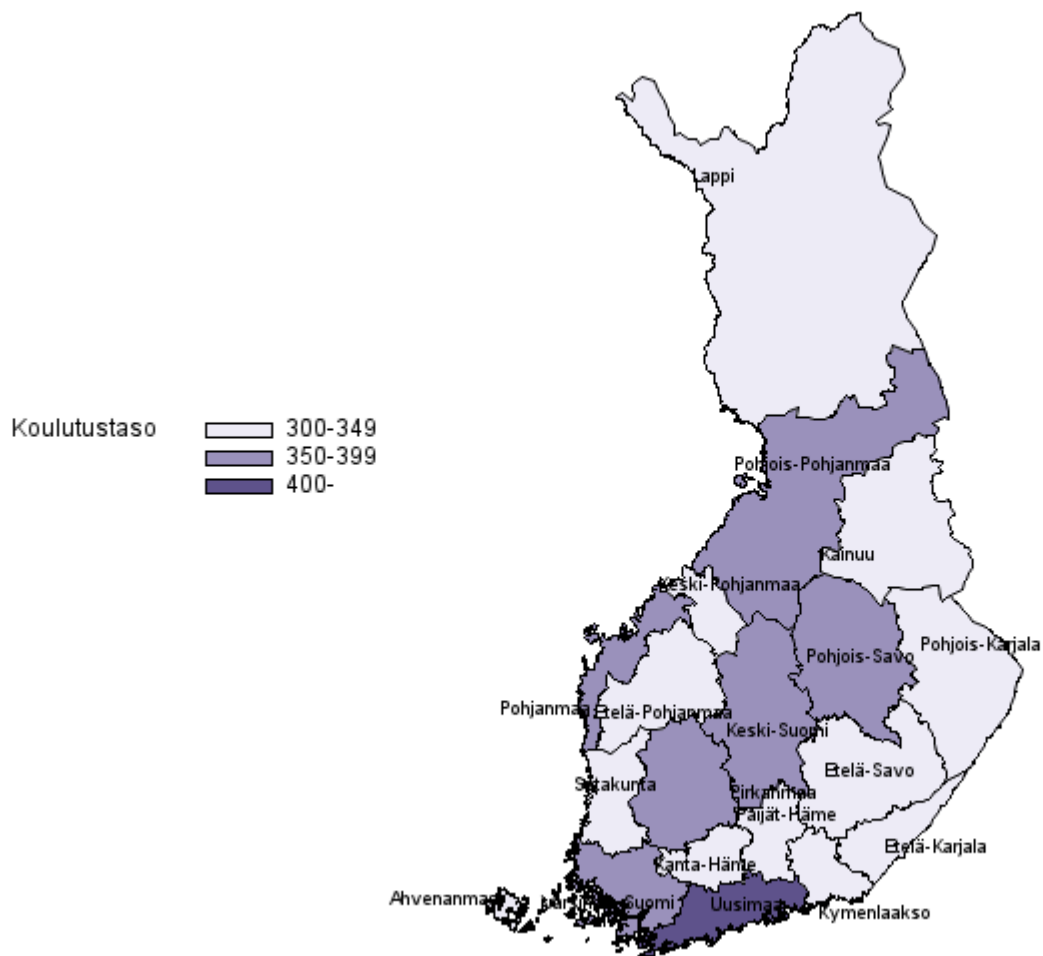 Lappi
Koulutustaso
300-349
350-399
400-
Pohjois-Pohjanmaa
Kainuu
Keski-Pohjanmaa
Pohjois-Karjala
Pohjois-Savo
Pohjanmaa
Etelä-Pohjanmaa
Keski-Suomi
Etelä-Savo
Satakunta
Pirkanmaa
Päijät-Häme
Etelä-Karjala
Kanta-Häme
Ahvenanmaa
Suomi
Uusimaa
Kymenlaakso